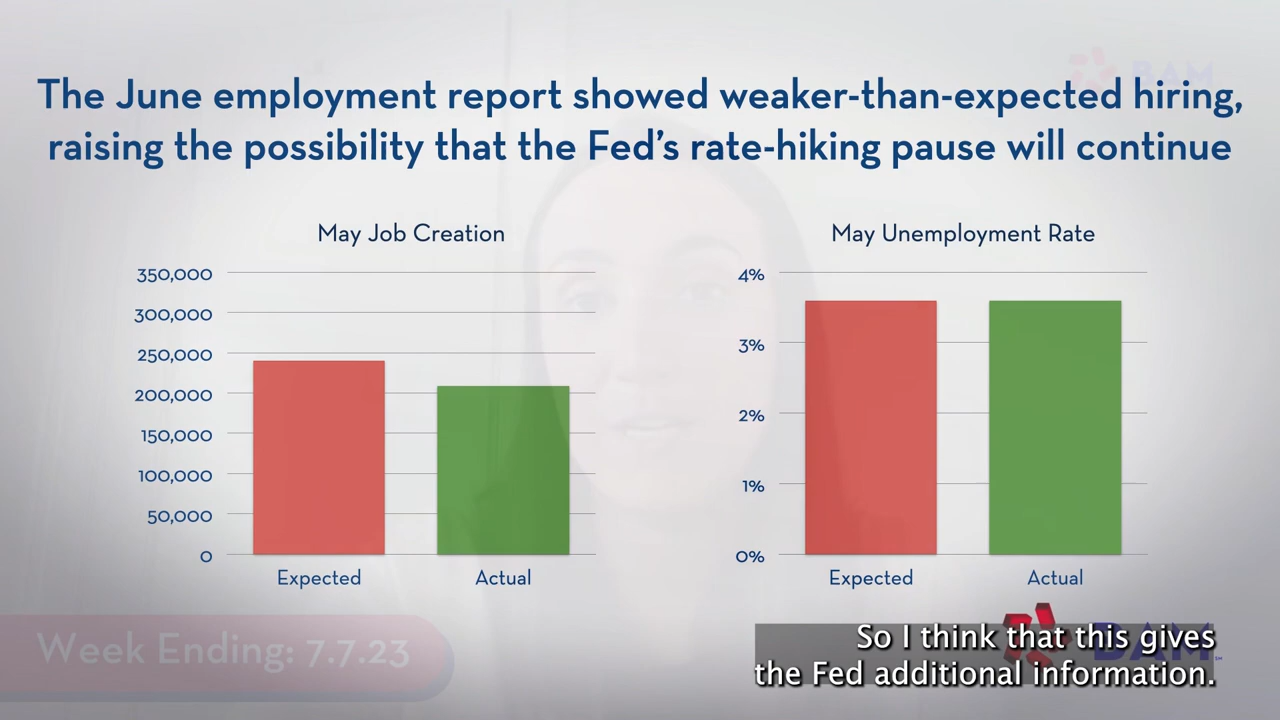 BAM
The June employment report showed weaker-than-expected hiring,
raising the possibility that the Fed's rate-hiking pause will continue
May Job Creation
350,000
300,000
250,000
200,000
150,000
100,000
50,000
0
Expected
Actual
May Unemployment Rate
4%
3%
2%
1%
0%
Expected
Actual
Week Ending: 7.7.23
BAM
So I think that this gives
the Fed additional information.